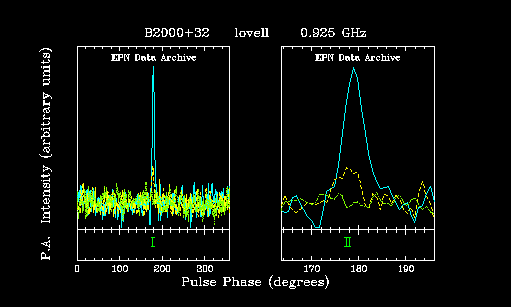 B2000+32 lovell 0.925 GHz
EPN Data Archive EPN Data Archive
P.A. Intensity (arbitrary units)
I II
0 100 200 300 170 180 190
Pulse Phase (degrees)